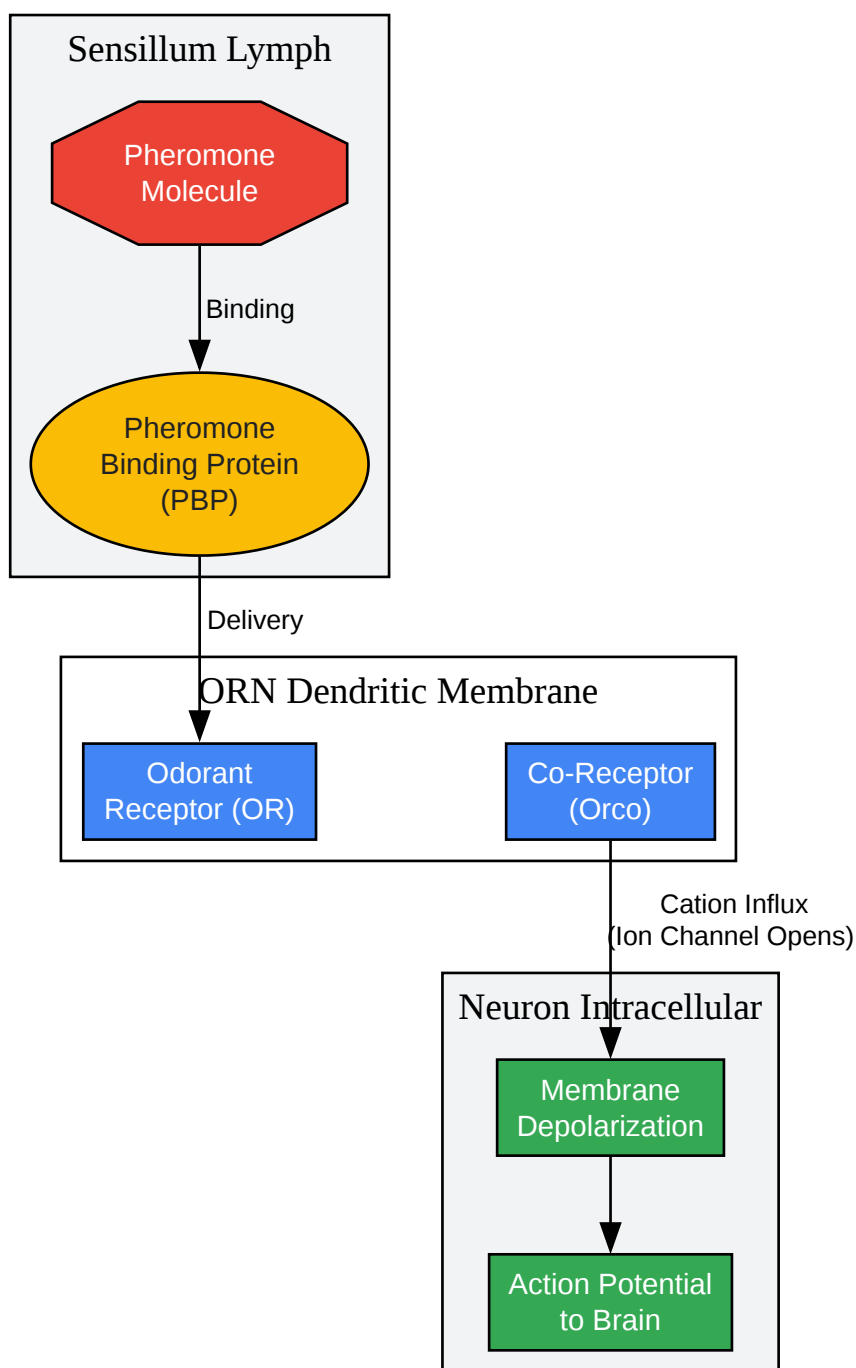 Sensillum Lymph
Pheromone
Molecule
Binding
Pheromone
Binding Protein
(PBP)
Delivery
ORN Dendritic Membrane
Odorant
Receptor (OR)
Co-Receptor
(Orco)
Cation Influx
(Ion Channel Opens)
Neuron Intracellular
Membrane
Depolarization
Action Potential
to Brain